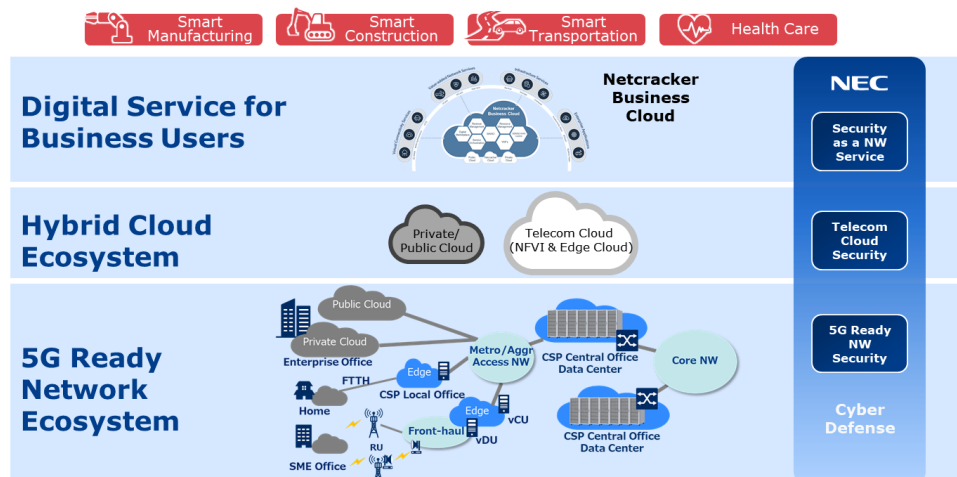 Smart
Manufacturing
Smart
Construction
Smart
Transportation
Health Care
Digital Service for
Business Users
Netcracker
Business Cloud
Netcracker
Business
Cloud
NEC
Security
as a NW
Service
Hybrid Cloud
Ecosystem
Private/
Public Cloud
Telecom Cloud
(NFVI & Edge Cloud)
Telecom
Cloud
Security
5G Ready
Network
Ecosystem
Public Cloud
Private Cloud
Enterprise Office
FTTH
Home
SME Office
RU
Edge
CSP Local Office
Metro/Aggr
Access NW
Front-haul
Edge
vCU
vDU
CSP Central Office
Data Center
Core NW
CSP Central Office
Data Center
5G Ready
NW
Security
Cyber
Defense